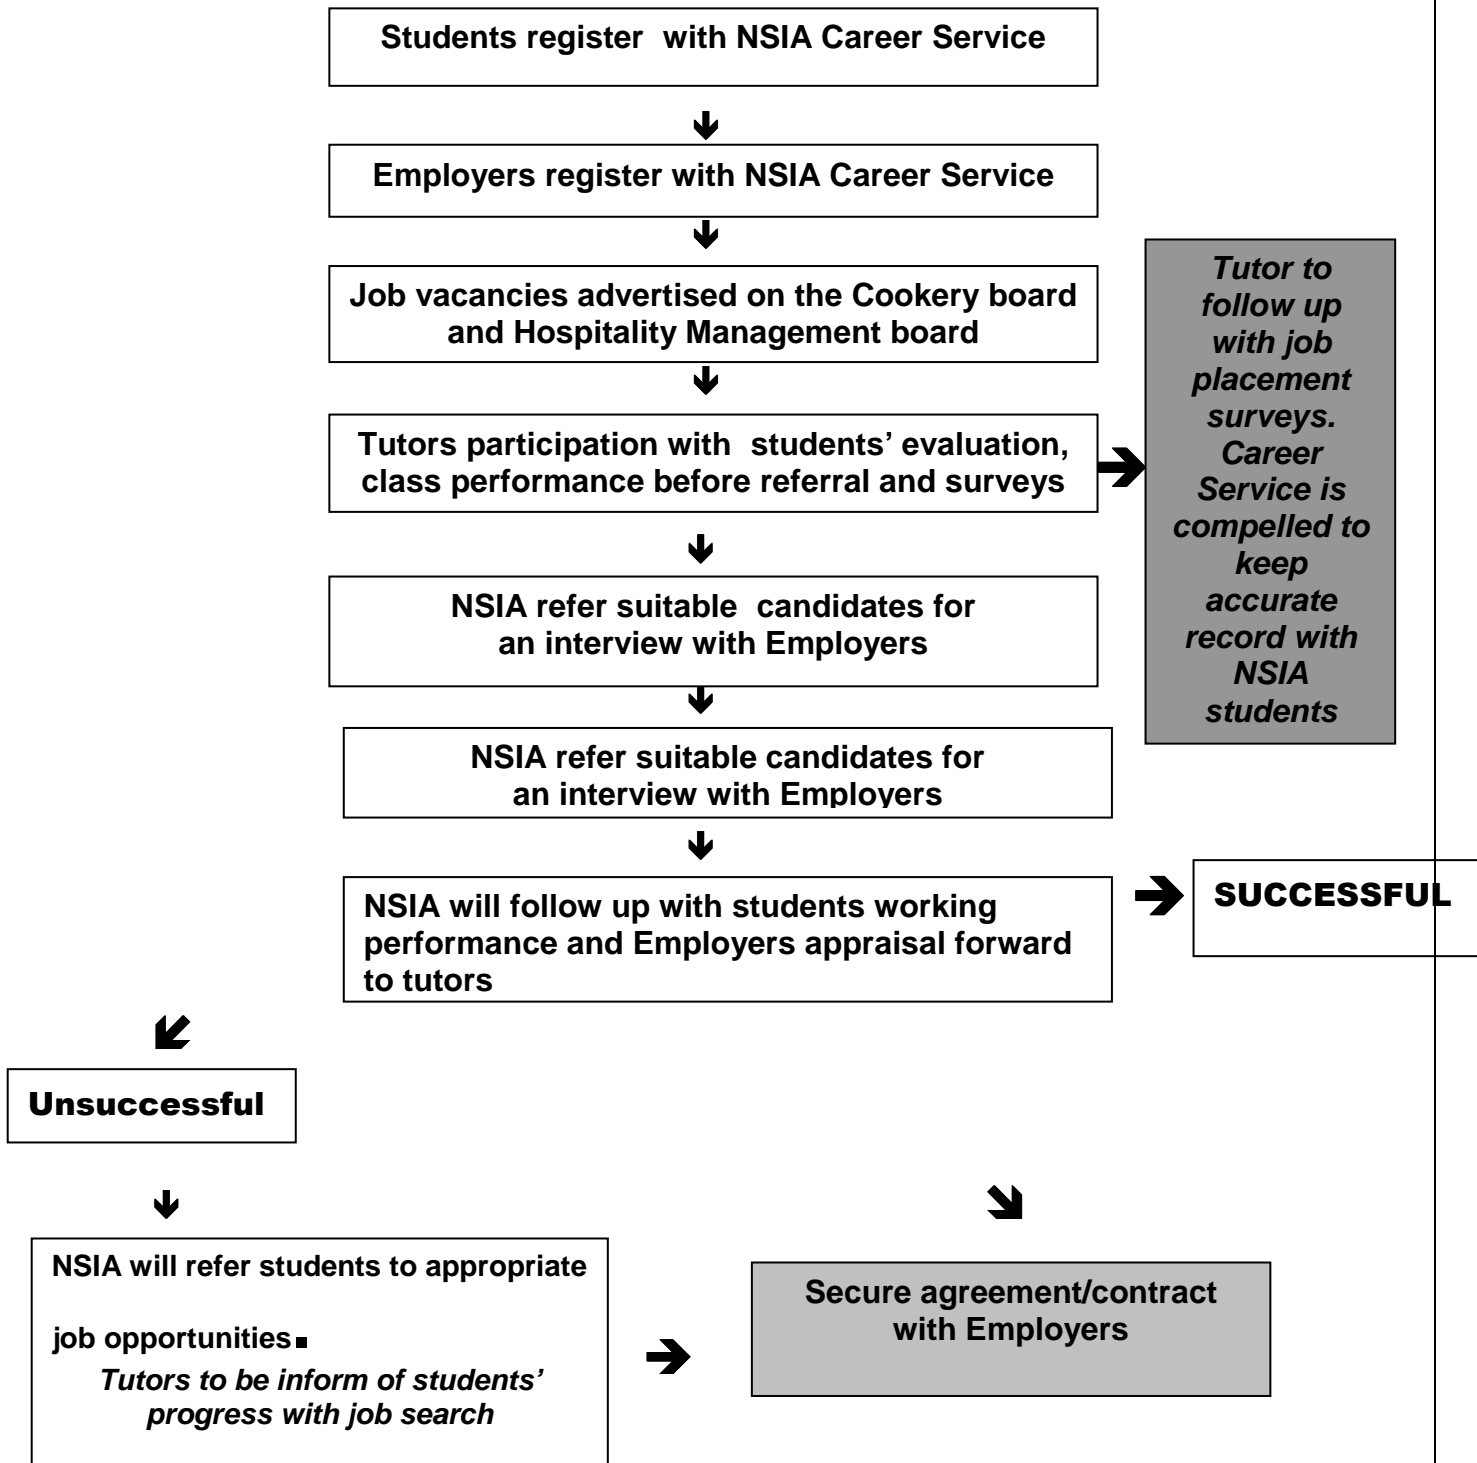 Students register with NSIA Career Service
Employers register with NSIA Career Service
Job vacancies advertised on the Cookery board
and Hospitality Management board
Tutors participation with students’ evaluation,
class performance before referral and surveys
Tutor to
follow up
with job
placement
surveys.
Career
Service is
compelled to
keep
accurate
record with
NSIA
students
NSIA refer suitable candidates for
an interview with Employers
NSIA refer suitable candidates for
an interview with Employers
NSIA will follow up with students working
performance and Employers appraisal forward
to tutors
SUCCESSFUL
Unsuccessful
NSIA will refer students to appropriate
job opportunities.
Tutors to be inform of students’
progress with job search
Secure agreement/contract
with Employers